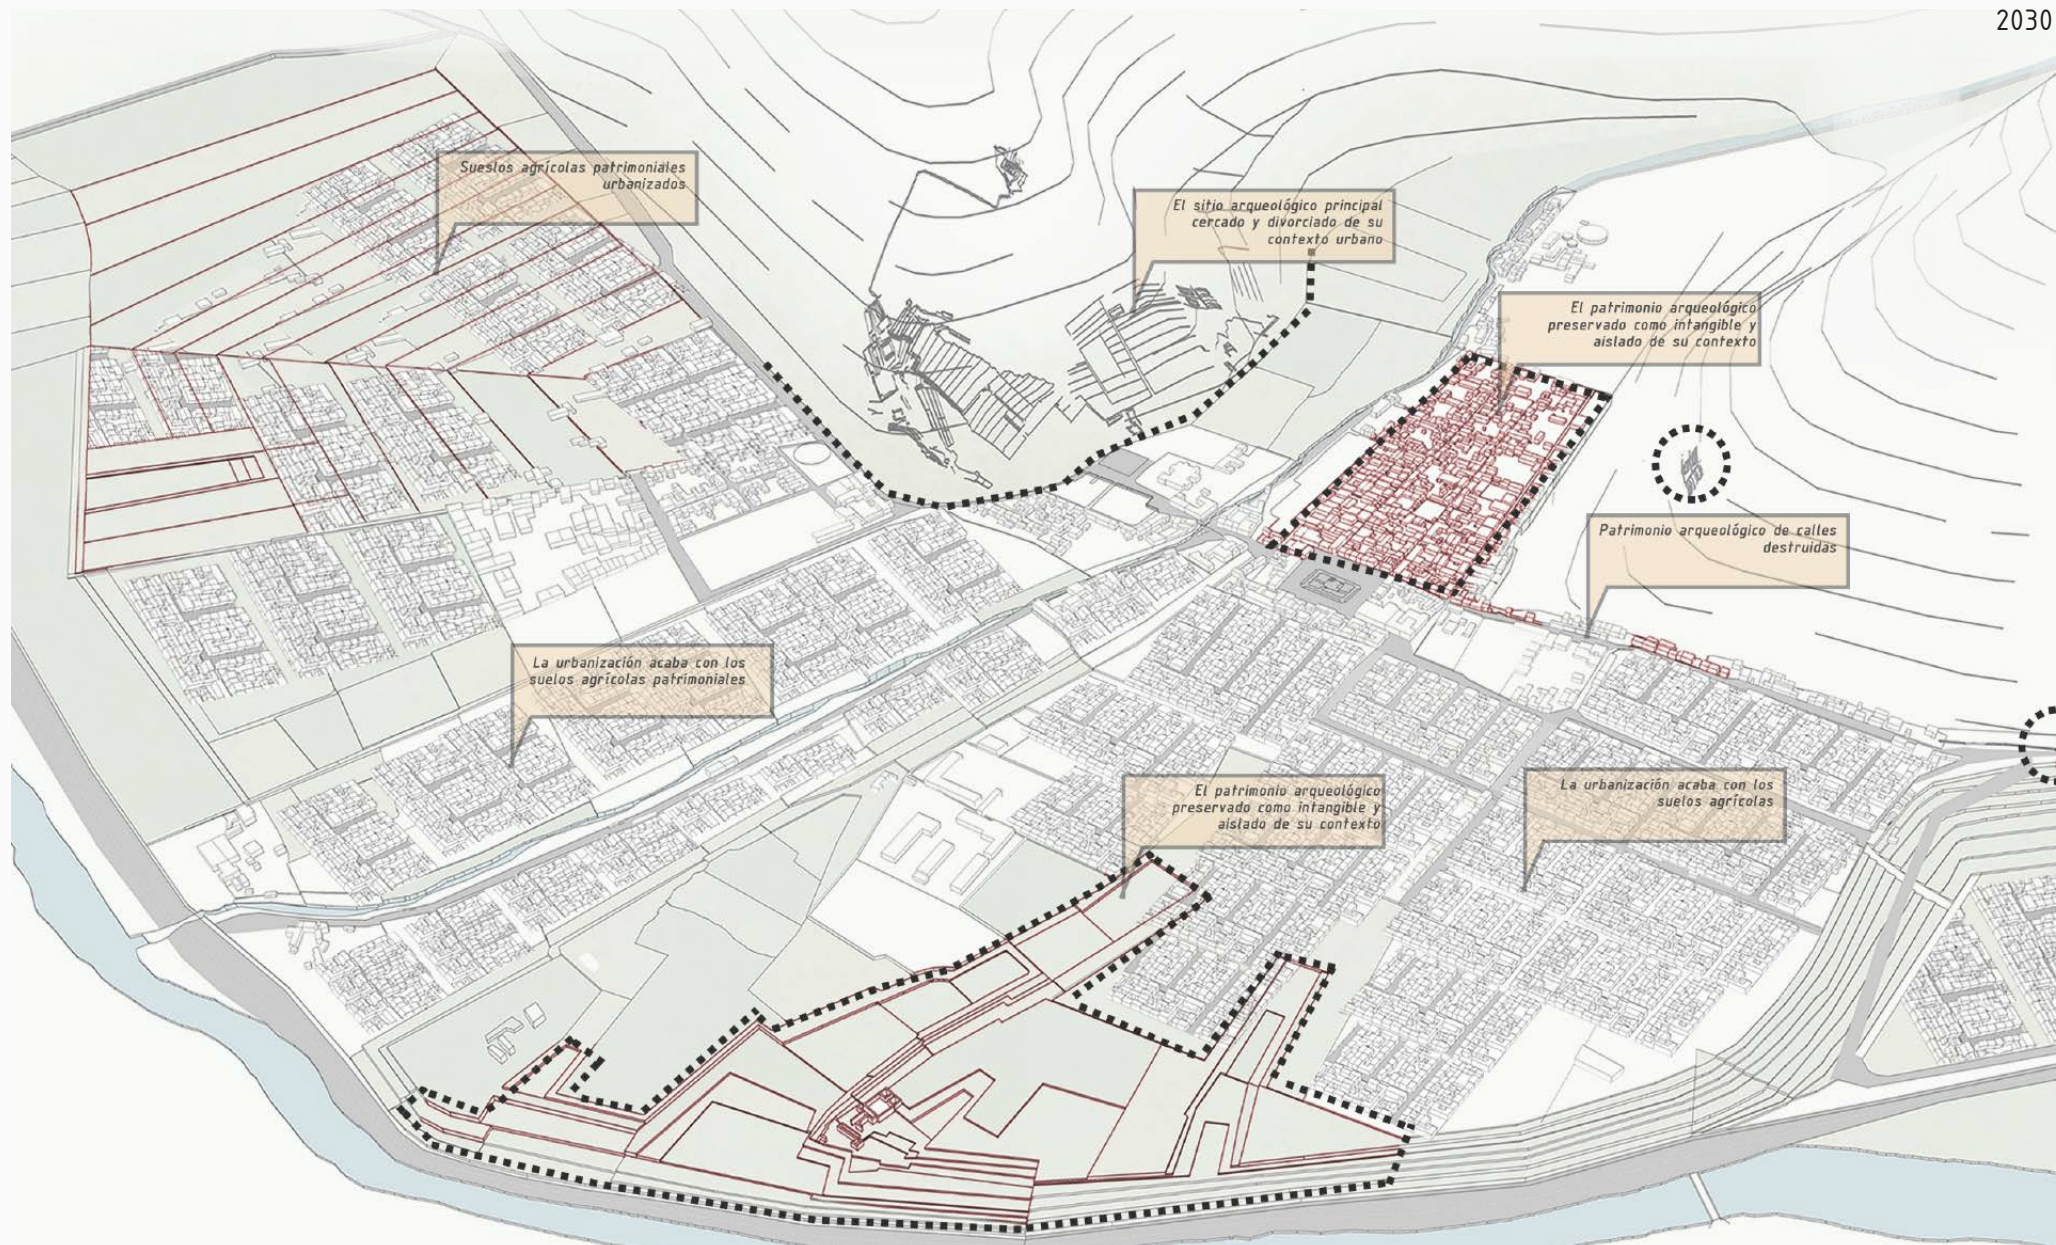 2030
Sueslos agrícolas patrimoniales
urbanizados
El sitio arqueológico principal
cercado y divorciado de su
contexto urbano
El patrimonio arqueológico
preservado como intangible y
aislado de su contexto
Patrimonio arqueológico de calles
destruidas
La urbanización acaba con los
suelos agrícolas patrimoniales
El patrimonio arqueológico
preservado como intangible y
aislado de su contexto
La urbanización acaba con los
suelos agrícolas